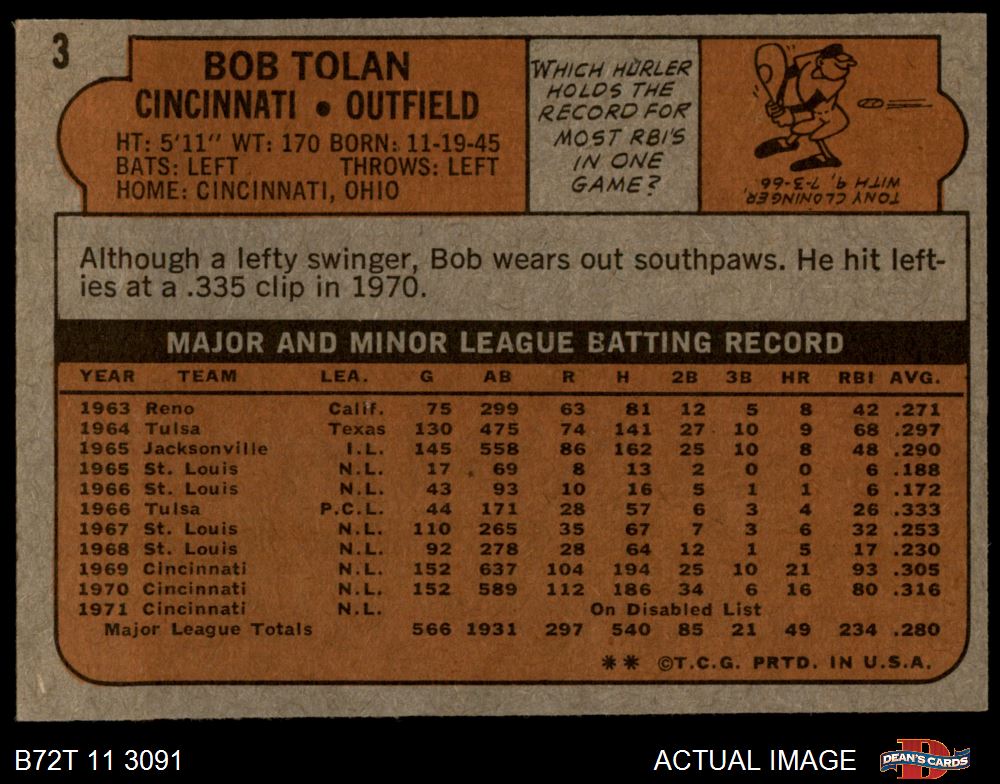 3
BOB TOLAN
CINCINNATI • OUTFIELD
HT: 5'11" WT: 170 BORN: 11-19-45
BATS: LEFT THROWS: LEFT
HOME: CINCINNATI, OHIO
WHICH HURLER
HOLDS THE
RECORD FOR
MOST RBI'S
IN ONE
GAME?
TONY CLONINGER,
WITH 9, 7-3-66.
Although a lefty swinger, Bob wears out southpaws. He hit left-
ies at a .335 clip in 1970.
MAJOR AND MINOR LEAGUE BATTING RECORD
YEAR TEAM LEA. G AB R H 2B 3B HR RBI AVG.
1963 Reno Calif. 75 299 63 81 12 5 8 42 .271
1964 Tulsa Texas 130 475 74 141 27 10 9 68 .297
1965 Jacksonville I.L. 145 558 86 162 25 10 8 48 .290
1965 St. Louis N.L. 17 69 8 13 2 0 0 6 .188
1966 St. Louis N.L. 43 93 10 16 5 1 1 6 .172
1966 Tulsa P.C.L. 44 171 28 57 6 3 4 26 .333
1967 St. Louis N.L. 110 265 35 67 7 3 6 32 .253
1968 St. Louis N.L. 92 278 28 64 12 1 5 17 .230
1969 Cincinnati N.L. 152 637 104 194 25 10 21 93 .305
1970 Cincinnati N.L. 152 589 112 186 34 6 16 80 .316
1971 Cincinnati N.L. On Disabled List
Major League Totals 566 1931 297 540 85 21 49 234 .280
** ©T.C.G. PRTD. IN U.S.A.
B72T 11 3091 ACTUAL IMAGE
D
DEAN'S CARDS